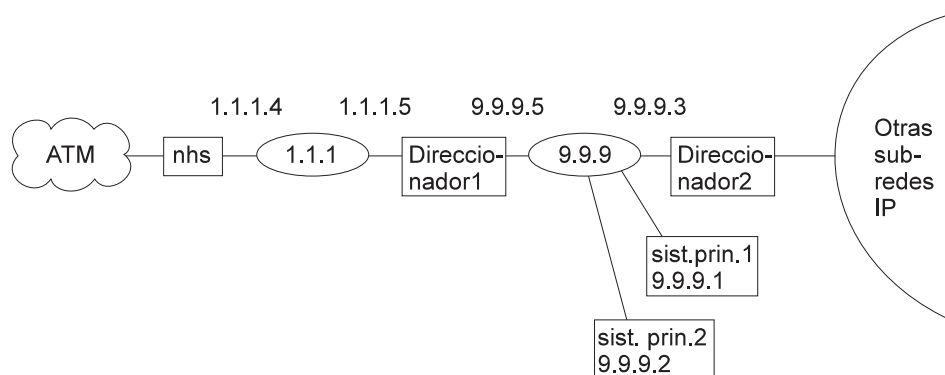 1.1.1.4
1.1.1.5
9.9.9.5
9.9.9.3
ATM
nhs
1.1.1
Direccio-
nador1
9.9.9
Direccio-
nador2
Otras
sub-
redes
IP
sist.prin.1
9.9.9.1
sist. prin.2
9.9.9.2